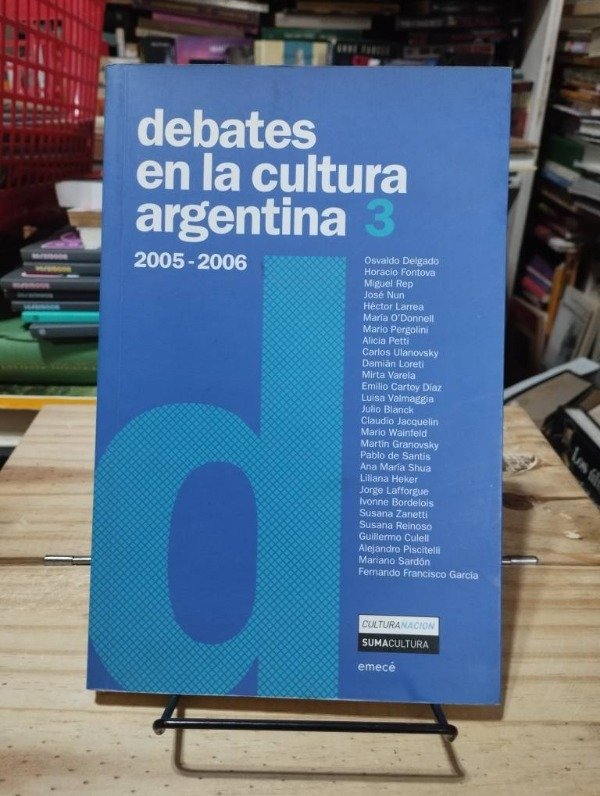 debates
en la cultura
argentina 3
2005 - 2006
Osvaldo Delgado
Horacio Fontova
Miguel Rep
José Nun
Héctor Larrea
María O'Donnell
Mario Pergolini
Alicia Petti
Carlos Ulanovsky
Damián Loreti
Mirta Varela
Emilio Cartoy Díaz
Luisa Valmaggia
Julio Blanck
Claudio Jacquelin
Mario Wainfeld
Martín Granovsky
Pablo de Santis
Ana María Shua
Liliana Heker
Jorge Lafforgue
Ivonne Bordelois
Susana Zanetti
Susana Reinoso
Guillermo Culell
Alejandro Piscitelli
Mariano Sardón
Fernando Francisco García
CULTURANACION
SUMACULTURA
emecé